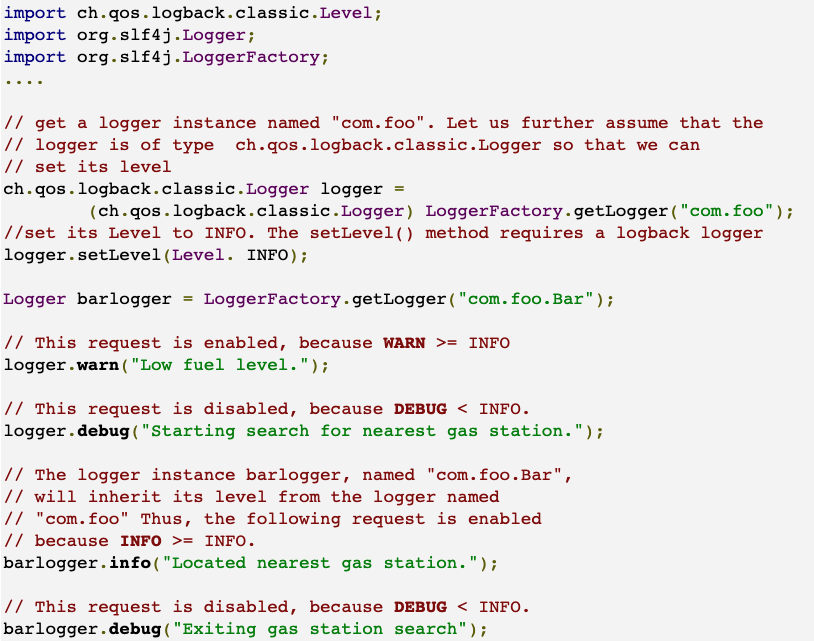 import ch.qos.logback.classic.Level;
import org.slf4j.Logger;
import org.slf4j.LoggerFactory;
....
// get a logger instance named "com.foo". Let us further assume that the
// logger is of type  ch.qos.logback.classic.Logger so that we can
// set its level
ch.qos.logback.classic.Logger logger =
        (ch.qos.logback.classic.Logger) LoggerFactory.getLogger("com.foo");
//set its Level to INFO. The setLevel() method requires a logback logger
logger.setLevel(Level. INFO);
Logger barlogger = LoggerFactory.getLogger("com.foo.Bar");
// This request is enabled, because WARN >= INFO
logger.warn("Low fuel level.");
// This request is disabled, because DEBUG < INFO.
logger.debug("Starting search for nearest gas station.");
// The logger instance barlogger, named "com.foo.Bar",
// will inherit its level from the logger named
// "com.foo" Thus, the following request is enabled
// because INFO >= INFO.
barlogger.info("Located nearest gas station.");
// This request is disabled, because DEBUG < INFO.
barlogger.debug("Exiting gas station search");